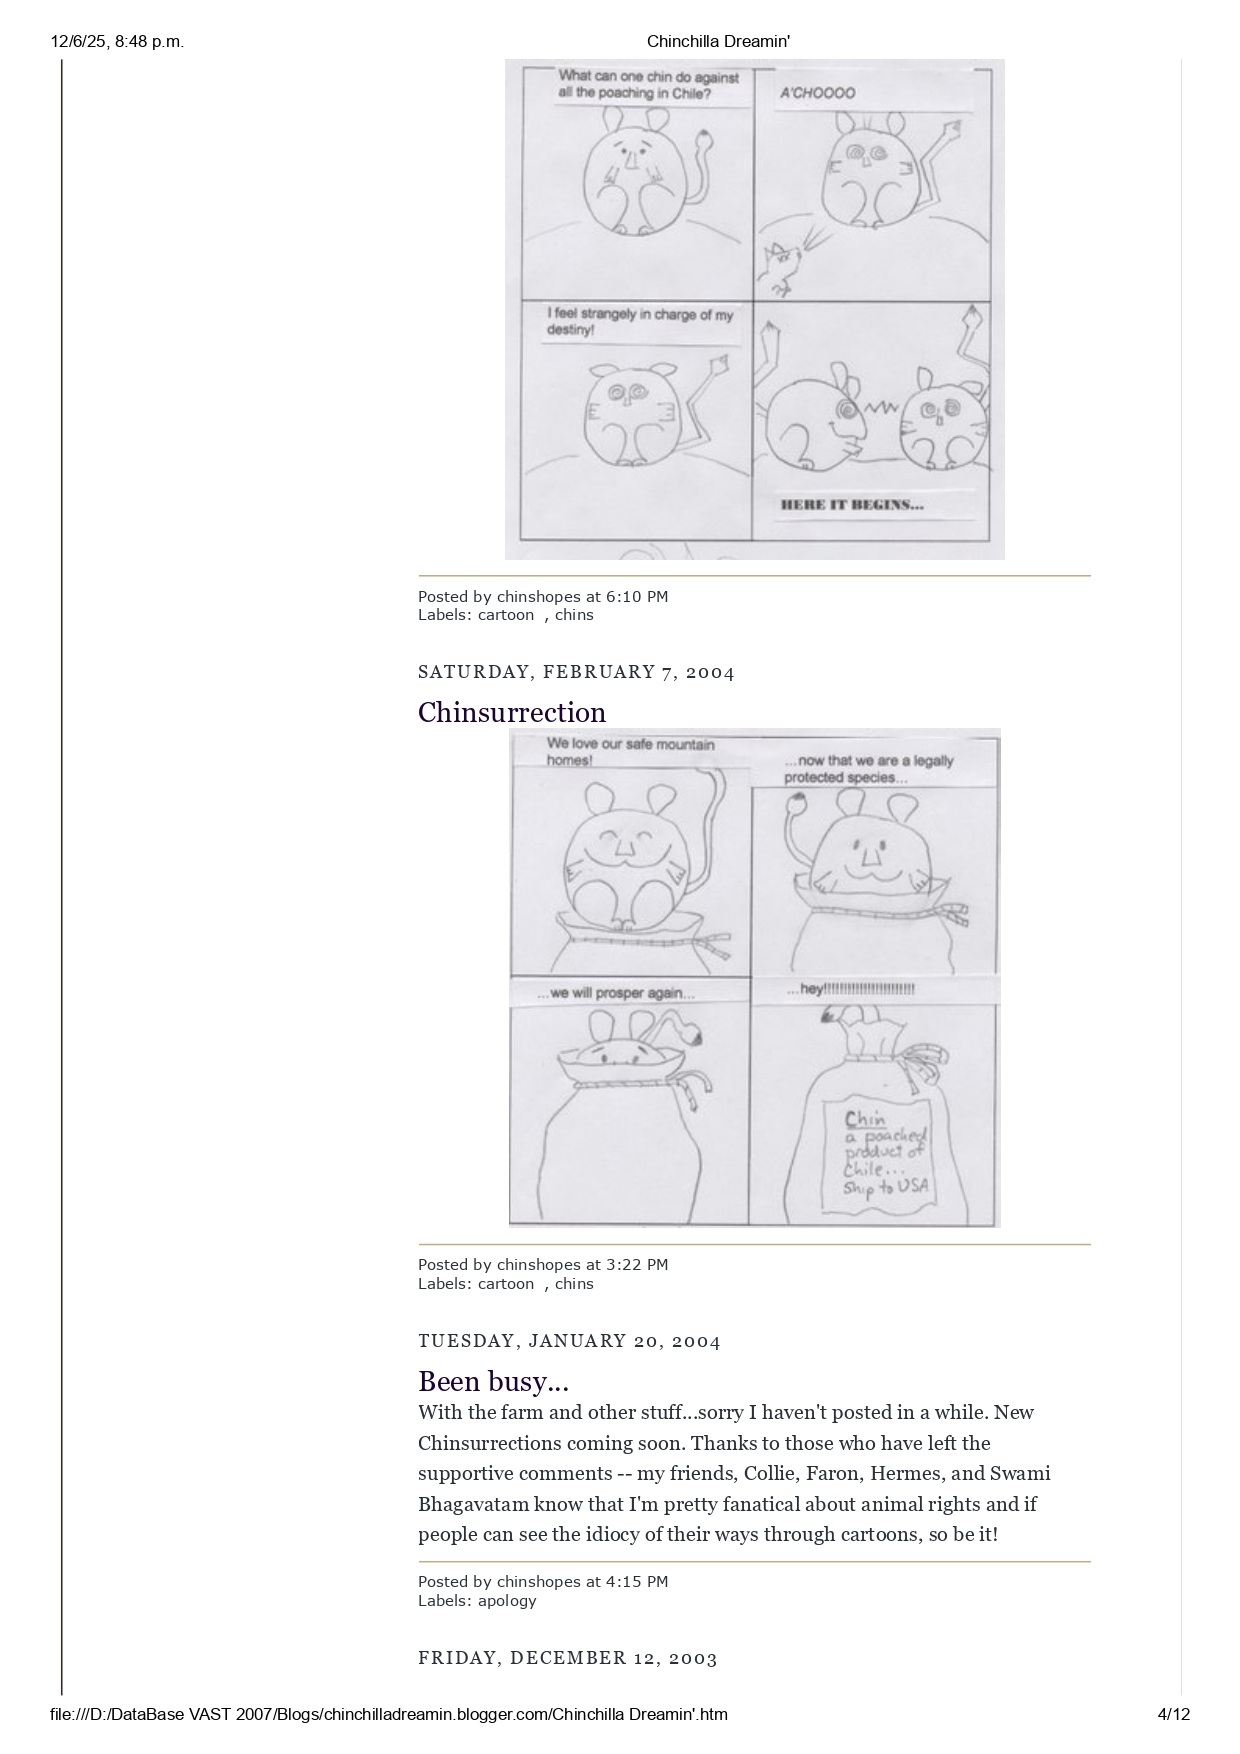 12/6/25, 8:48 p.m.
Chinchilla Dreamin'
What can one chin do against
all the poaching in Chile?
A'CHOOOO
I feel strangely in charge of my
destiny!
HERE IT BEGINS...
Posted by chinshopes at 6:10 PM
Labels: cartoon , chins
SATURDAY, FEBRUARY 7, 2004
Chinsurrection
We love our safe mountain
homes!
...now that we are a legally
protected species...
...we will prosper again...
...hey!!!!!!!!!!!!!!!!!!!!!!!
Chin
a poached
product of
Chile...
Ship to USA
Posted by chinshopes at 3:22 PM
Labels: cartoon , chins
TUESDAY, JANUARY 20, 2004
Been busy...
With the farm and other stuff...sorry I haven't posted in a while. New
Chinsurrections coming soon. Thanks to those who have left the
supportive comments -- my friends, Collie, Faron, Hermes, and Swami
Bhagavatam know that I'm pretty fanatical about animal rights and if
people can see the idiocy of their ways through cartoons, so be it!
Posted by chinshopes at 4:15 PM
Labels: apology
FRIDAY, DECEMBER 12, 2003
file:///D:/DataBase VAST 2007/Blogs/chinchilladreamin.blogger.com/Chinchilla Dreamin'.htm
4/12